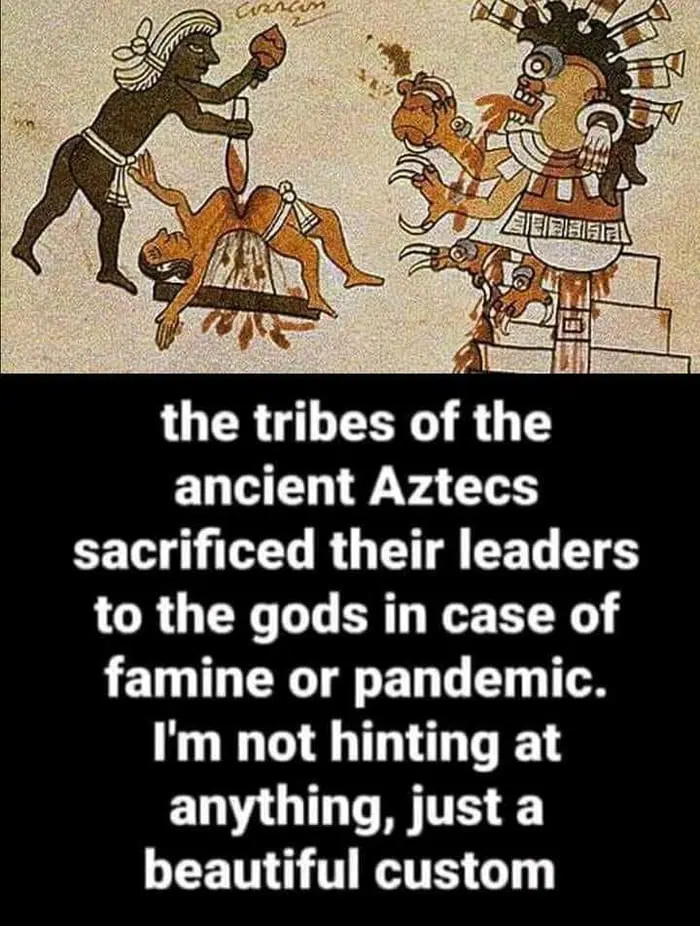 the tribes of the
ancient Aztecs
sacrificed their leaders
to the gods in case of
famine or pandemic.
I'm not hinting at
anything, just a
beautiful custom